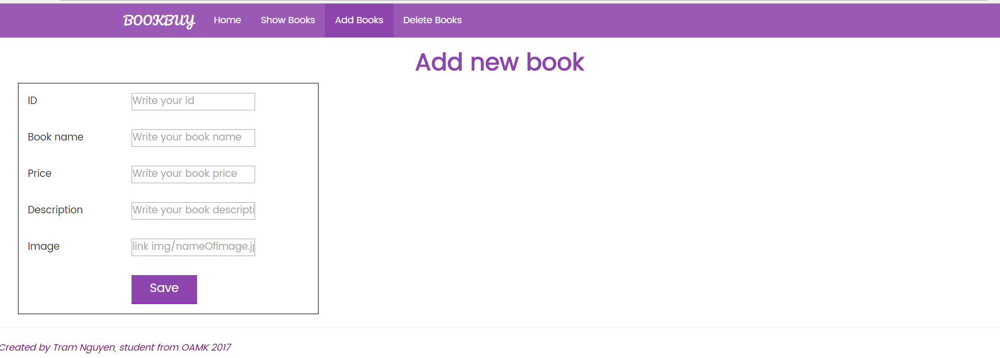 BOOKBUY Home Show Books Add Books Delete Books
Add new book
ID Write your id
Book name Write your book name
Price Write your book price
Description Write your book descripti
Image link img/nameOfimage.jp
Save
Created by Tram Nguyen, student from OAMK 2017